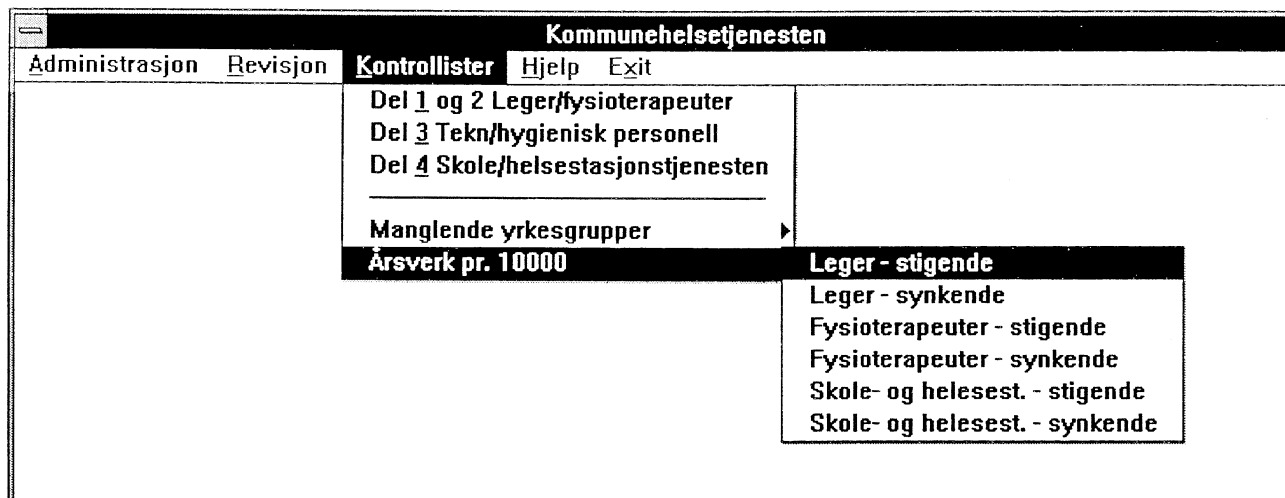 Kommunehelsetjenesten
Administrasjon Revisjon Kontrollister Hjelp Exit
Del 1 og 2 Leger/fysioterapeuter
Del 3 Tekn/hygienisk personell
Del 4 Skole/helsestasjonstjenesten
Manglende yrkesgrupper
Årsverk pr. 10000
Leger - stigende
Leger - synkende
Fysioterapeuter - stigende
Fysioterapeuter - synkende
Skole- og helesest. - stigende
Skole- og helesest. - synkende